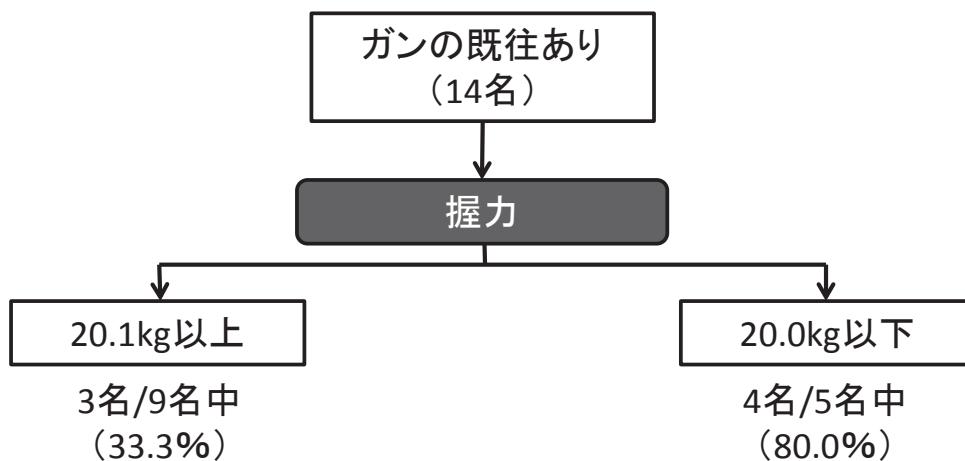 ガンの既往あり
（14名）
握力
20.1kg以上
20.0kg以下
3名/9名中
（33.3%）
4名/5名中
（80.0%）